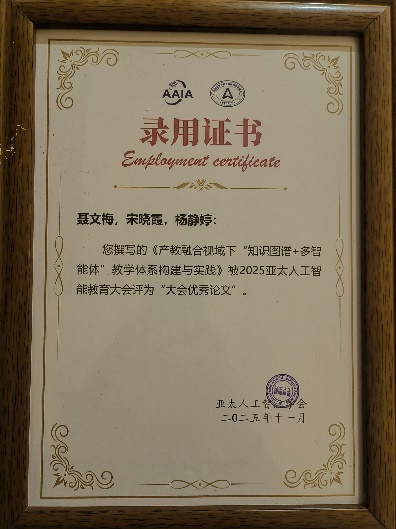 AAIA
录用证书
Employment certificate
聂文梅，宋晓霞，杨静婷：
您撰写的《产教融合视域下“知识图谱+多智
能体”教学体系构建与实践》被2025亚太人工智
能教育大会评为“大会优秀论文”。
亚太人工智能学会
二〇二五年十一月